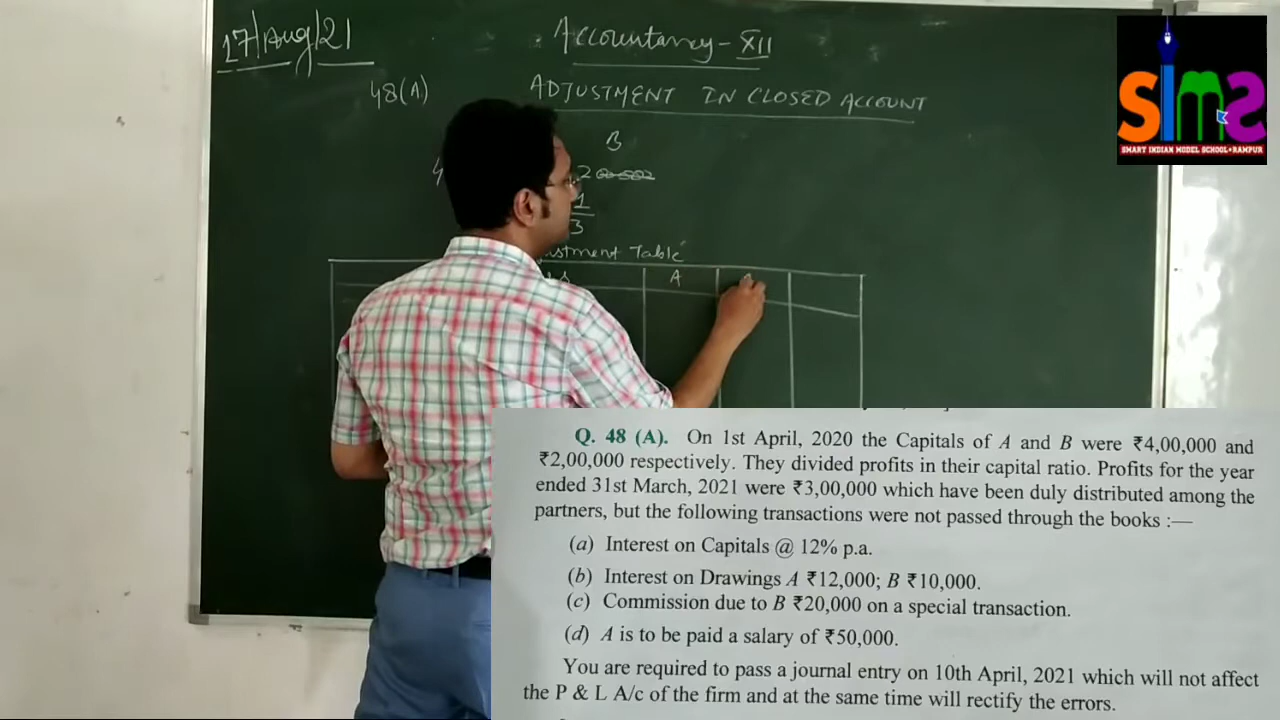 17/Aug/21
Accountancy-XII
48(A)
ADJUSTMENT IN CLOSED ACCOUNT
B
2
1
3
ustment Table
A
SIMS
SMART INDIAN MODEL SCHOOL•RAMPUR
Q. 48 (A). On 1st April, 2020 the Capitals of A and B were ₹4,00,000 and
₹2,00,000 respectively. They divided profits in their capital ratio. Profits for the year
ended 31st March, 2021 were ₹3,00,000 which have been duly distributed among the
partners, but the following transactions were not passed through the books :—
(a) Interest on Capitals @ 12% p.a.
(b) Interest on Drawings A ₹12,000; B ₹10,000.
(c) Commission due to B ₹20,000 on a special transaction.
(d) A is to be paid a salary of ₹50,000.
You are required to pass a journal entry on 10th April, 2021 which will not affect
the P & L A/c of the firm and at the same time will rectify the errors.